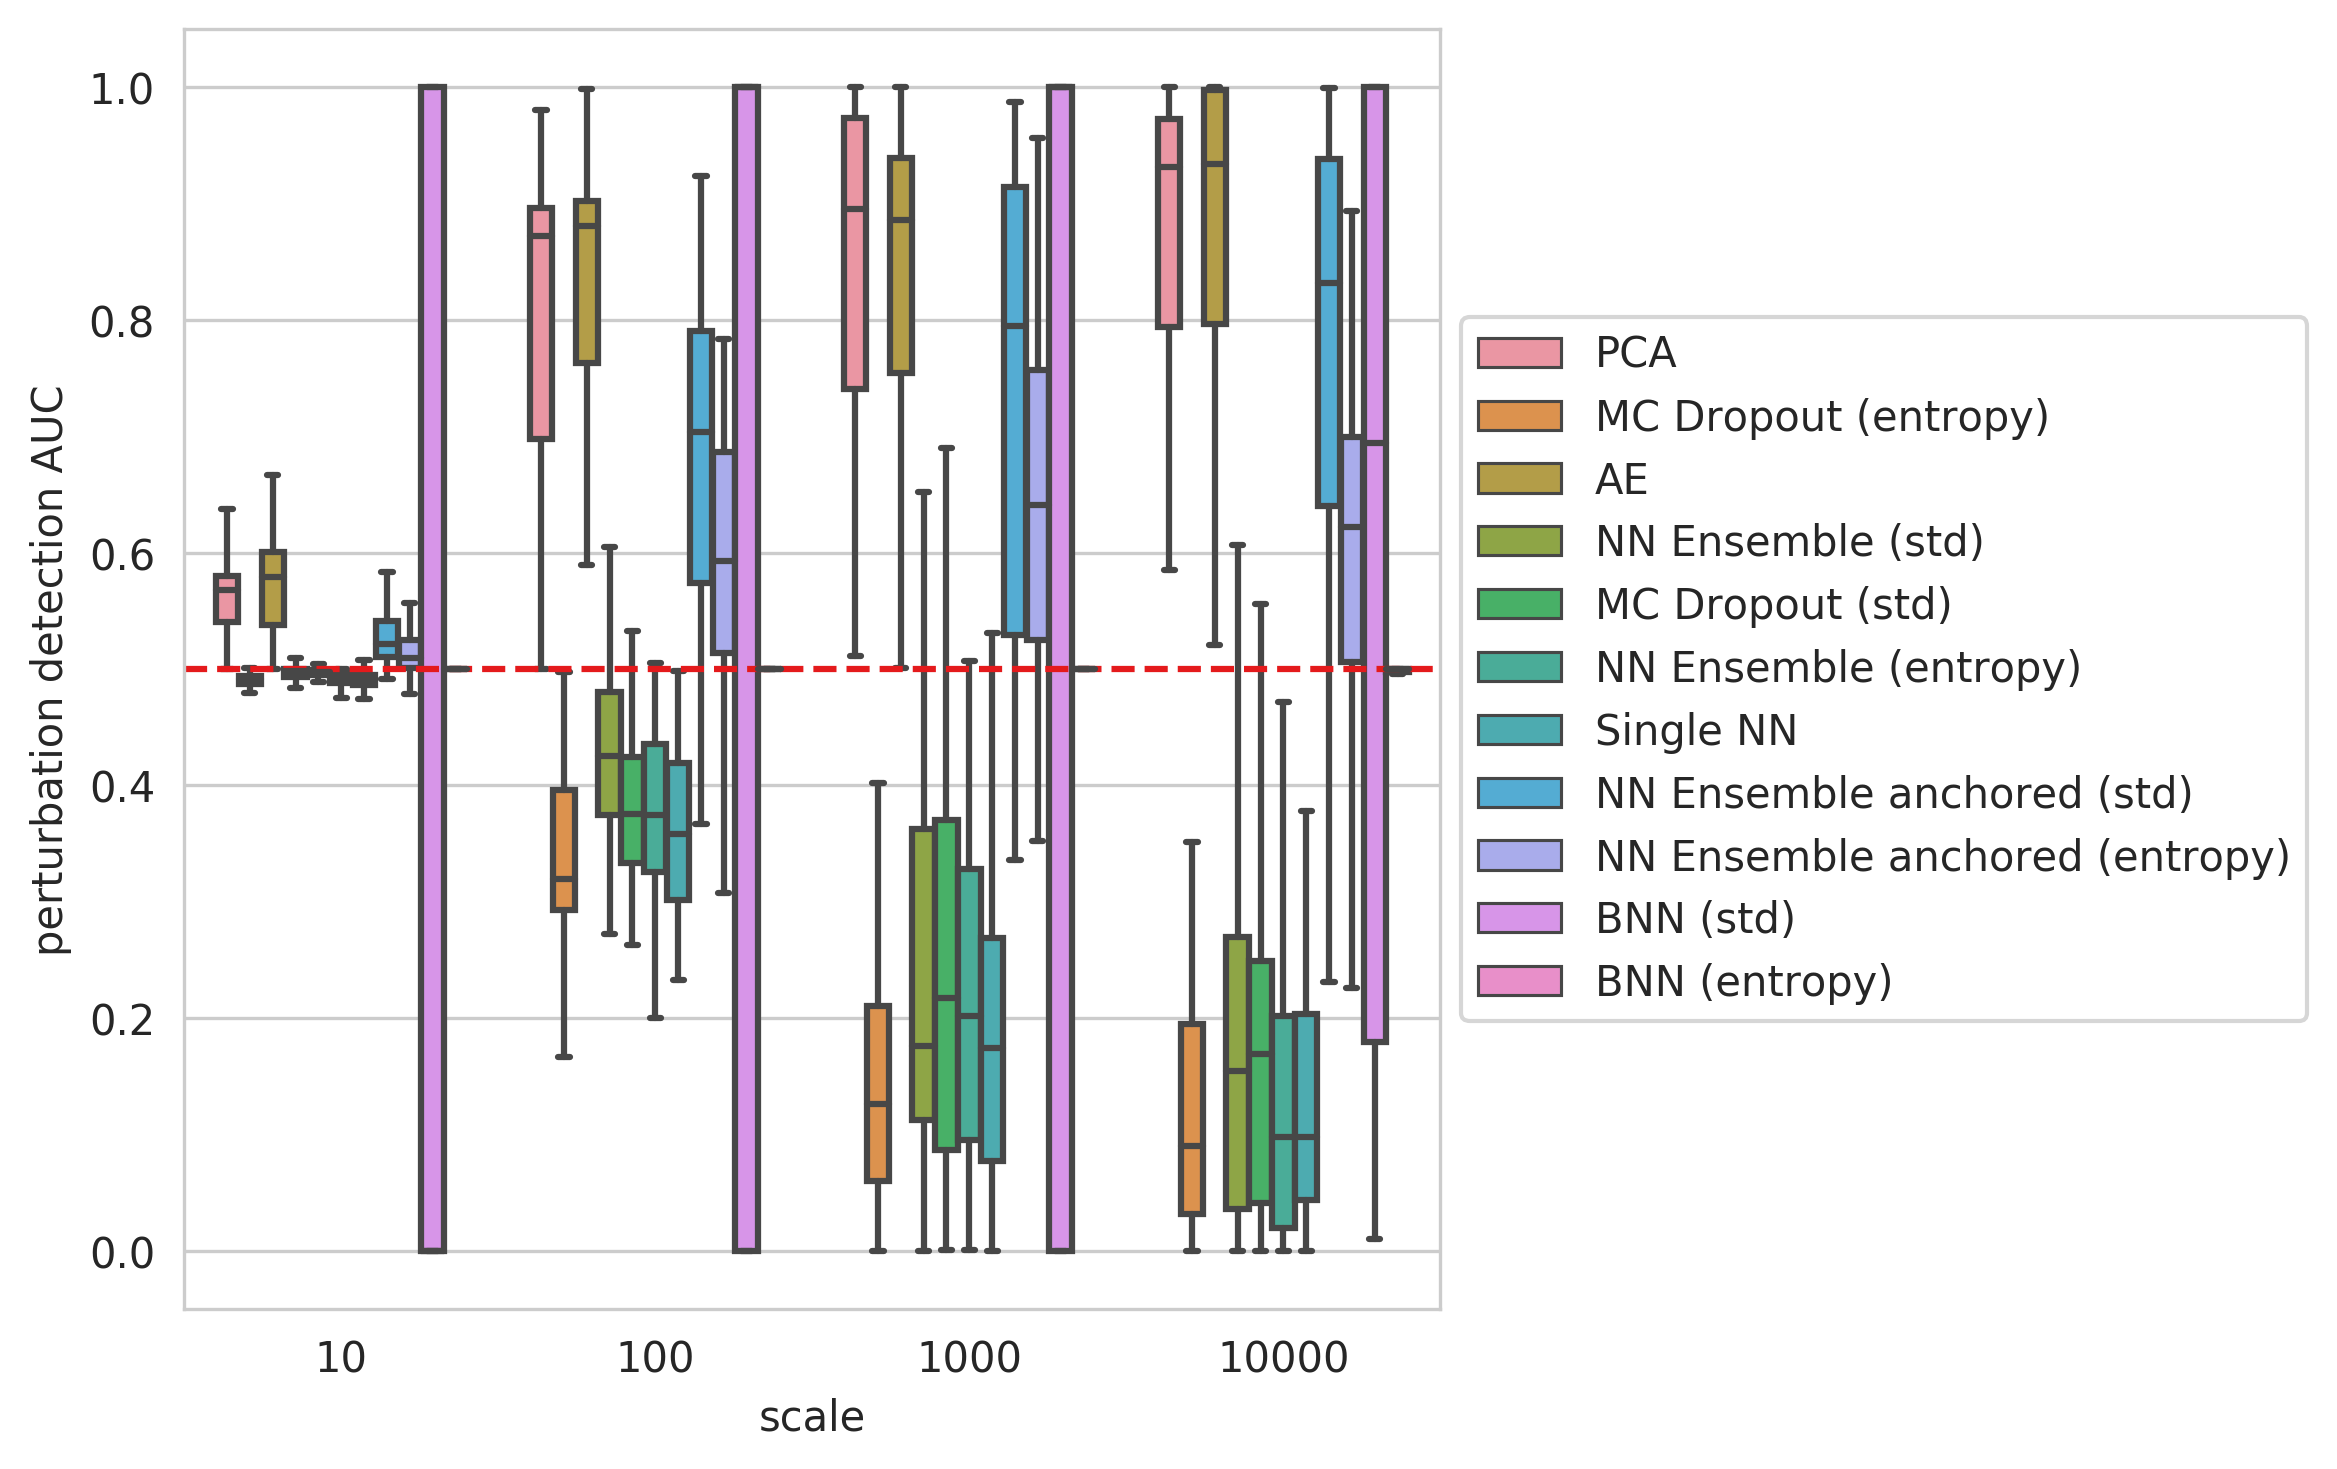 1.0
0.8
0.6
0.4
0.2
0.0
perturbation detection AUC
10
100
1000
10000
scale
PCA
MC Dropout (entropy)
AE
NN Ensemble (std)
MC Dropout (std)
NN Ensemble (entropy)
Single NN
NN Ensemble anchored (std)
NN Ensemble anchored (entropy)
BNN (std)
BNN (entropy)